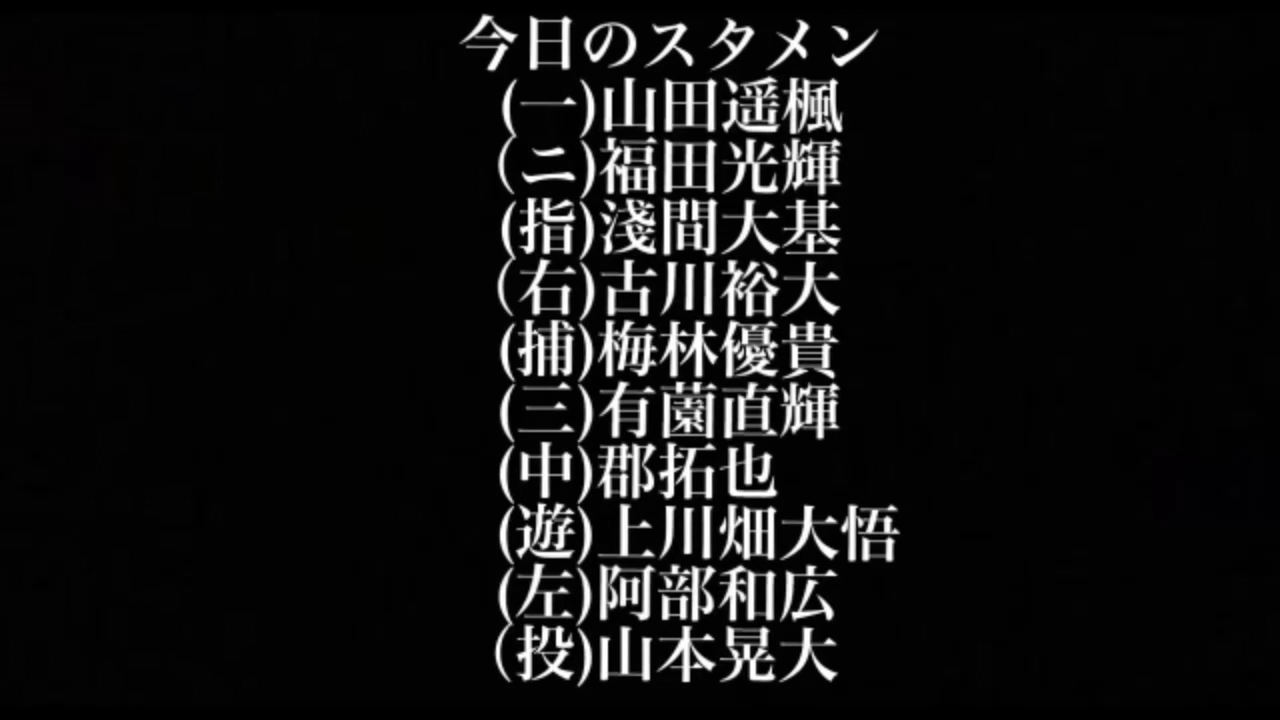 今日のスタメン
(一)山田遥楓
(ニ)福田光輝
(指)淺間大基
(右)古川裕大
(捕)梅林優貴
(三)有薗直輝
(中)郡拓也
(遊)上川畑大悟
(左)阿部和広
(投)山本晃大